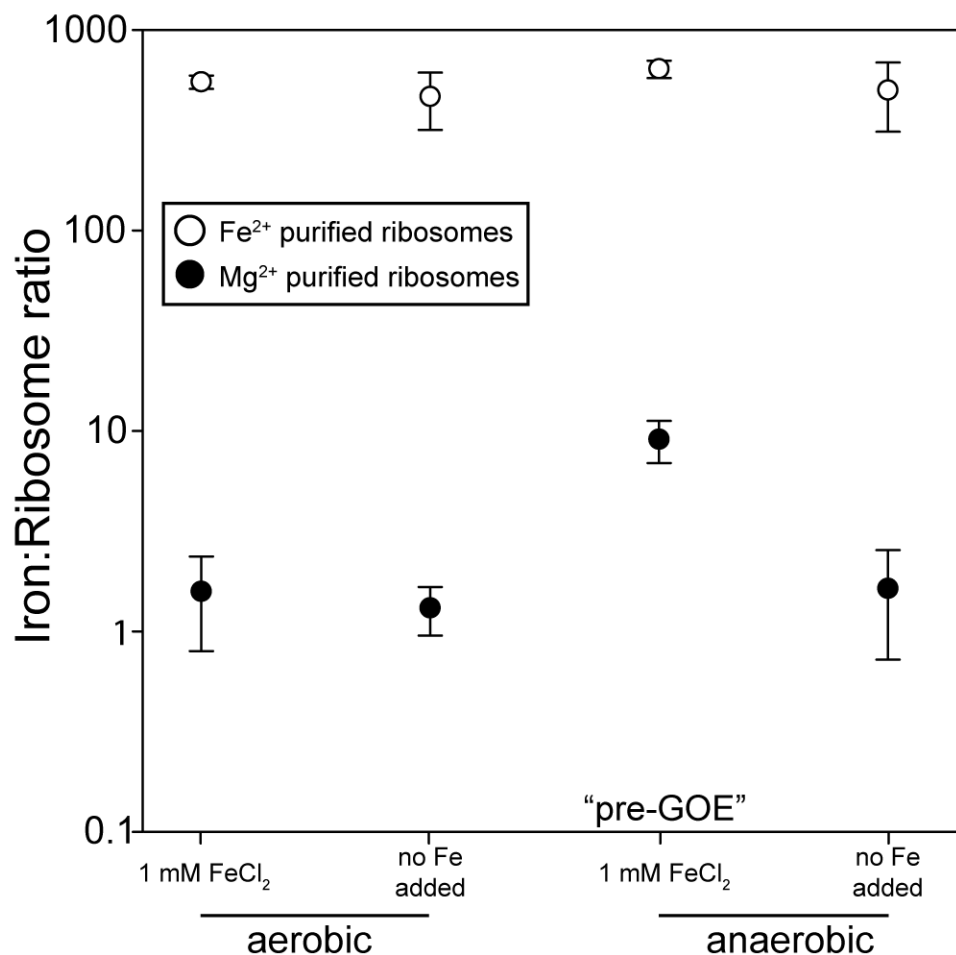 Iron:Ribosome ratio
1000
100
10
1
0.1
Fe²⁺ purified ribosomes
Mg²⁺ purified ribosomes
“pre-GOE”
1 mM FeCl₂
no Fe
added
1 mM FeCl₂
no Fe
added
aerobic
anaerobic